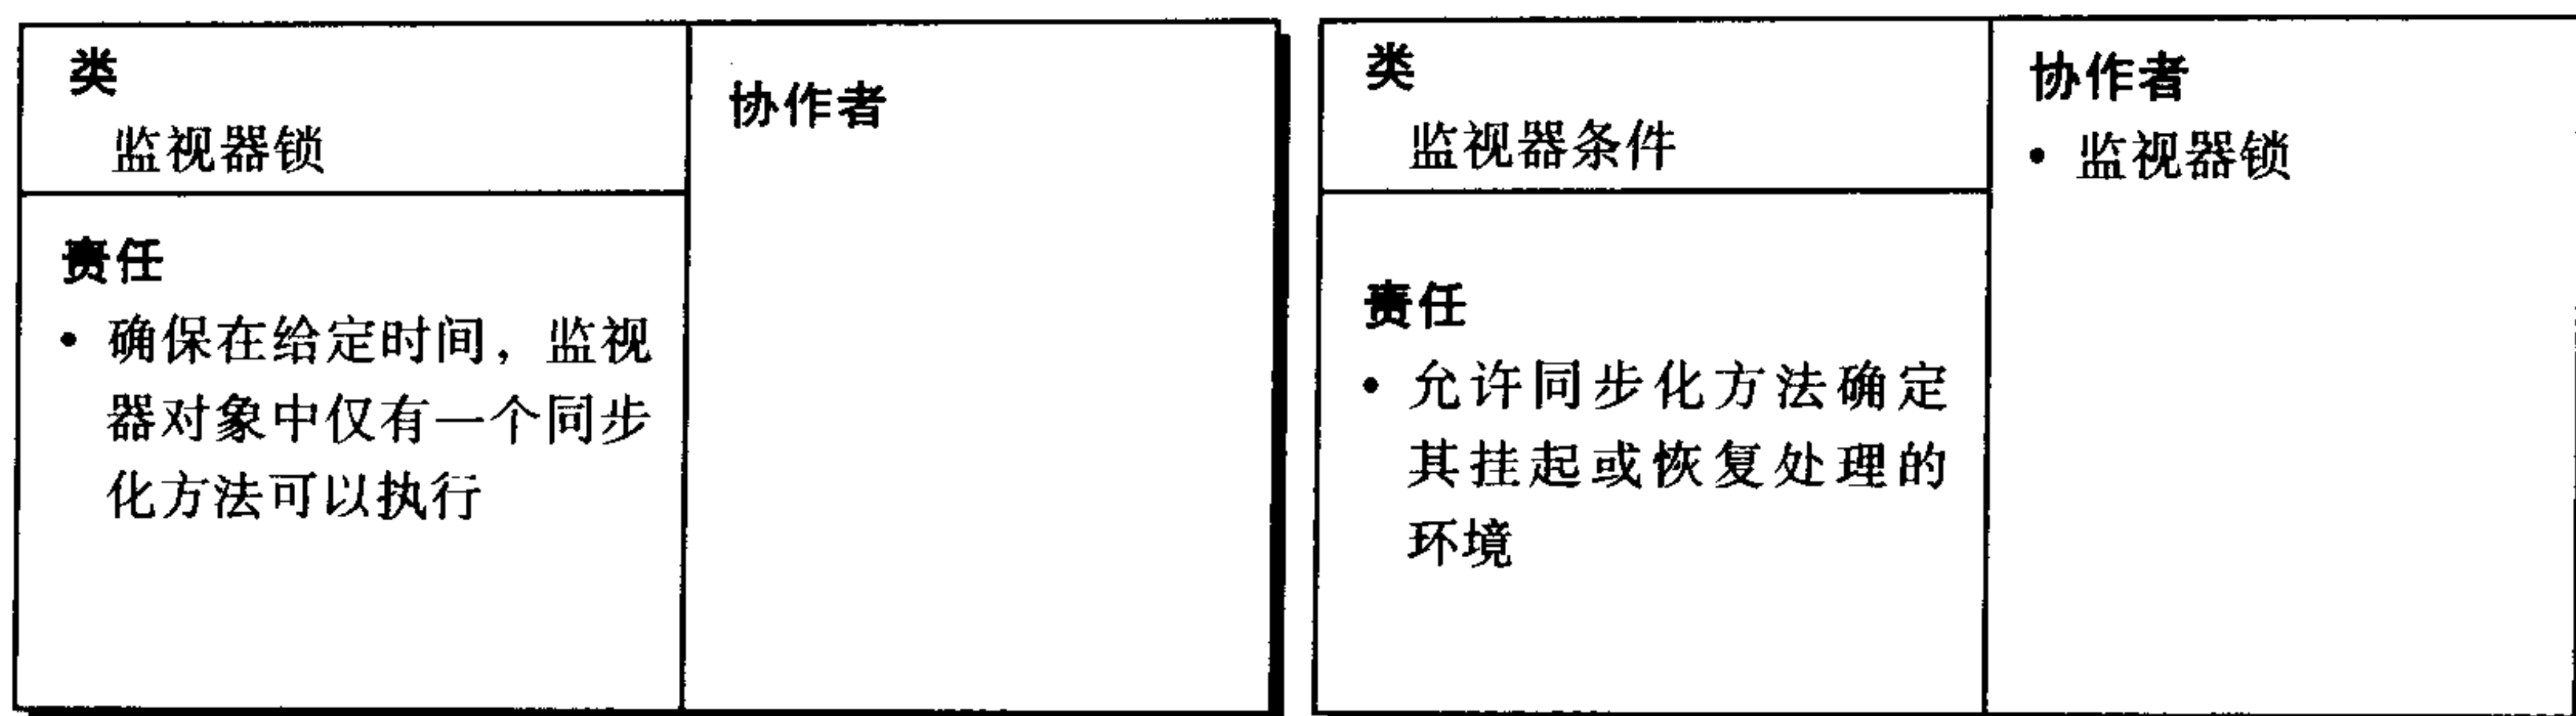 类
监视器锁
协作者
责任
• 确保在给定时间，监视
器对象中仅有一个同步
化方法可以执行
类
监视器条件
协作者
• 监视器锁
责任
• 允许同步化方法确定
其挂起或恢复处理的
环境